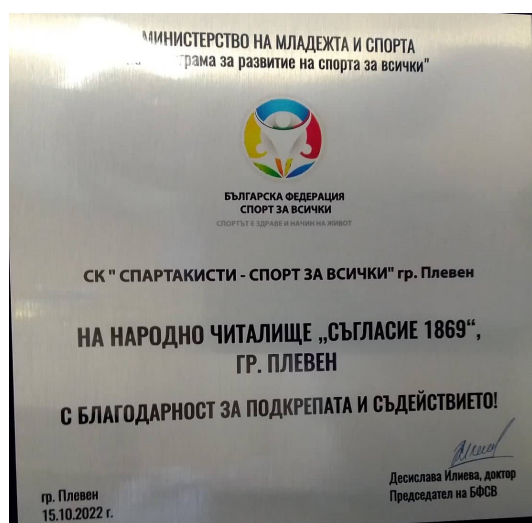 МИНИСТЕРСТВО НА МЛАДЕЖТА И СПОРТА
за развитие на спорта за всички"
БЪЛГАРСКА ФЕДЕРАЦИЯ
СПОРТ ЗА ВСИЧКИ
СПОРТЪТ Е ЗДРАВЕ И НАЧИН НА ЖИВОТ
СК " СПАРТАКИСТИ - СПОРТ ЗА ВСИЧКИ" гр. Плевен
НА НАРОДНО ЧИТАЛИЩЕ „СЪГЛАСИЕ 1869“,
ГР. ПЛЕВЕН
С БЛАГОДАРНОСТ ЗА ПОДКРЕПАТА И СЪДЕЙСТВИЕТО!
Десислава Илиева, доктор
Председател на БФСВ
гр. Плевен
15.10.2022 г.